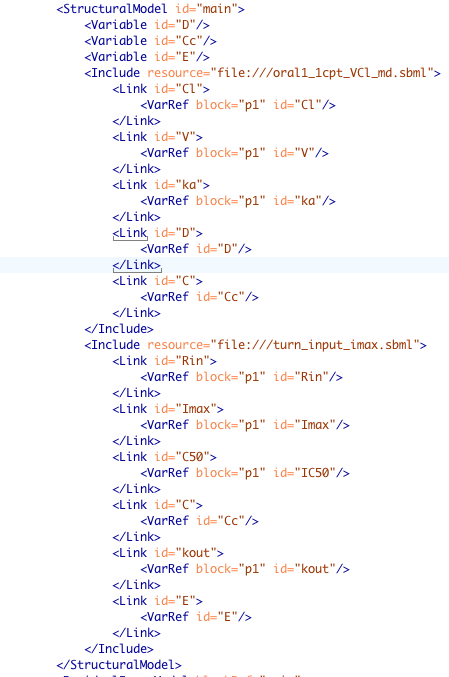 <StructuralModel id="main">
<Variable id="D"/>
<Variable id="Cc"/>
<Variable id="E"/>
<Include resource="file:///oral1_1cpt_VCl_md.sbml">
<Link id="Cl">
<VarRef block="p1" id="Cl"/>
</Link>
<Link id="V">
<VarRef block="p1" id="V"/>
</Link>
<Link id="ka">
<VarRef block="p1" id="ka"/>
</Link>
<Link id="D">
<VarRef id="D"/>
</Link>
<Link id="C">
<VarRef id="Cc"/>
</Link>
</Include>
<Include resource="file:///turn_input_imax.sbml">
<Link id="Rin">
<VarRef block="p1" id="Rin"/>
</Link>
<Link id="Imax">
<VarRef block="p1" id="Imax"/>
</Link>
<Link id="C50">
<VarRef block="p1" id="IC50"/>
</Link>
<Link id="C">
<VarRef id="Cc"/>
</Link>
<Link id="kout">
<VarRef block="p1" id="kout"/>
</Link>
<Link id="E">
<VarRef id="E"/>
</Link>
</Include>
</StructuralModel>